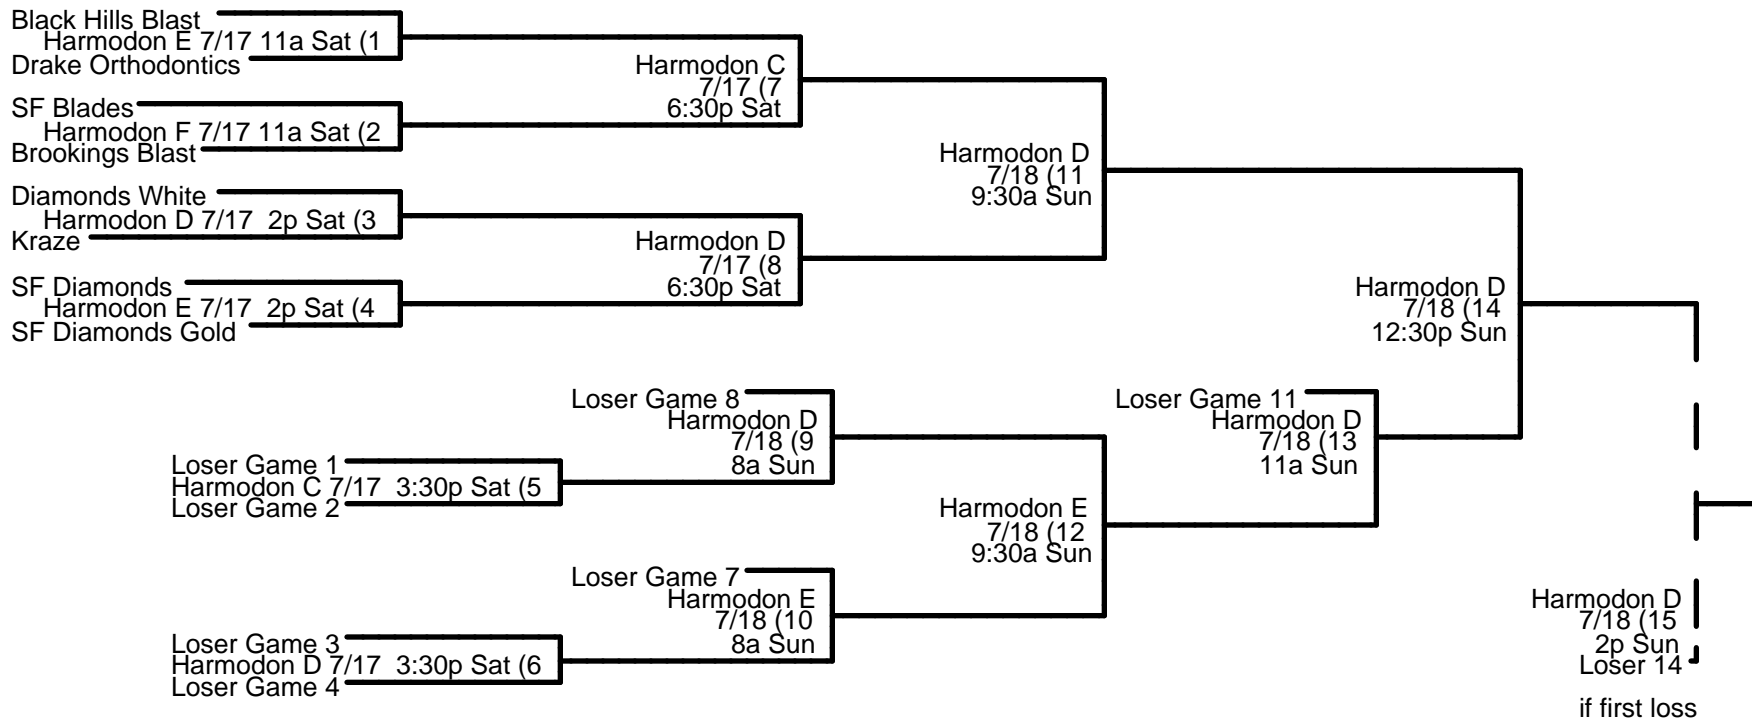 Black Hills Blast
Harmodon E 7/17 11a Sat (1
Drake Orthodontics
SF Blades
Harmodon F 7/17 11a Sat (2
Brookings Blast
Diamonds White
Harmodon D 7/17  2p Sat (3
Kraze
SF Diamonds
Harmodon E 7/17  2p Sat (4
SF Diamonds Gold
Harmodon C
7/17 (7
6:30p Sat
Harmodon D
7/17 (8
6:30p Sat
Harmodon D
7/18 (11
9:30a Sun
Harmodon D
7/18 (14
12:30p Sun
Loser Game 8
Harmodon D
7/18 (9
8a Sun
Loser Game 1
Harmodon C 7/17  3:30p Sat (5
Loser Game 2
Loser Game 7
Harmodon E
7/18 (10
8a Sun
Loser Game 3
Harmodon D 7/17  3:30p Sat (6
Loser Game 4
Harmodon E
7/18 (12
9:30a Sun
Loser Game 11
Harmodon D
7/18 (13
11a Sun
Harmodon D
7/18 (15
2p Sun
Loser 14
if first loss